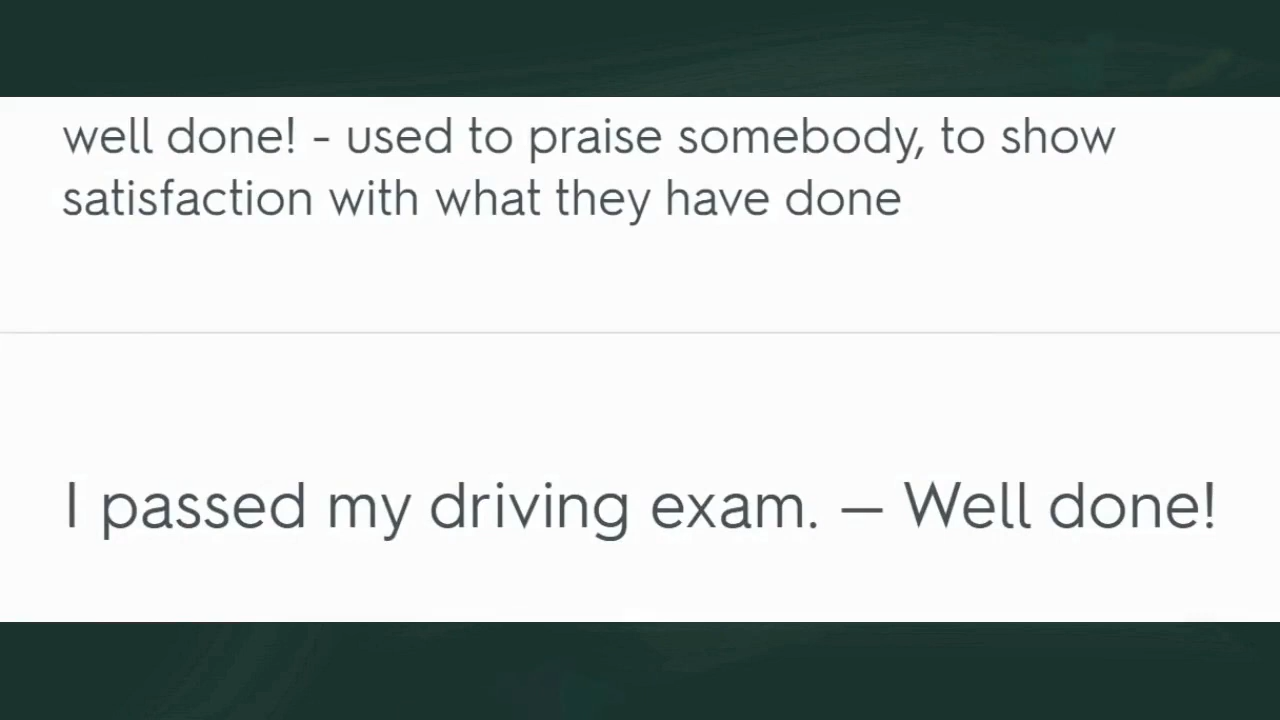 well done! - used to praise somebody, to show
satisfaction with what they have done
I passed my driving exam. — Well done!